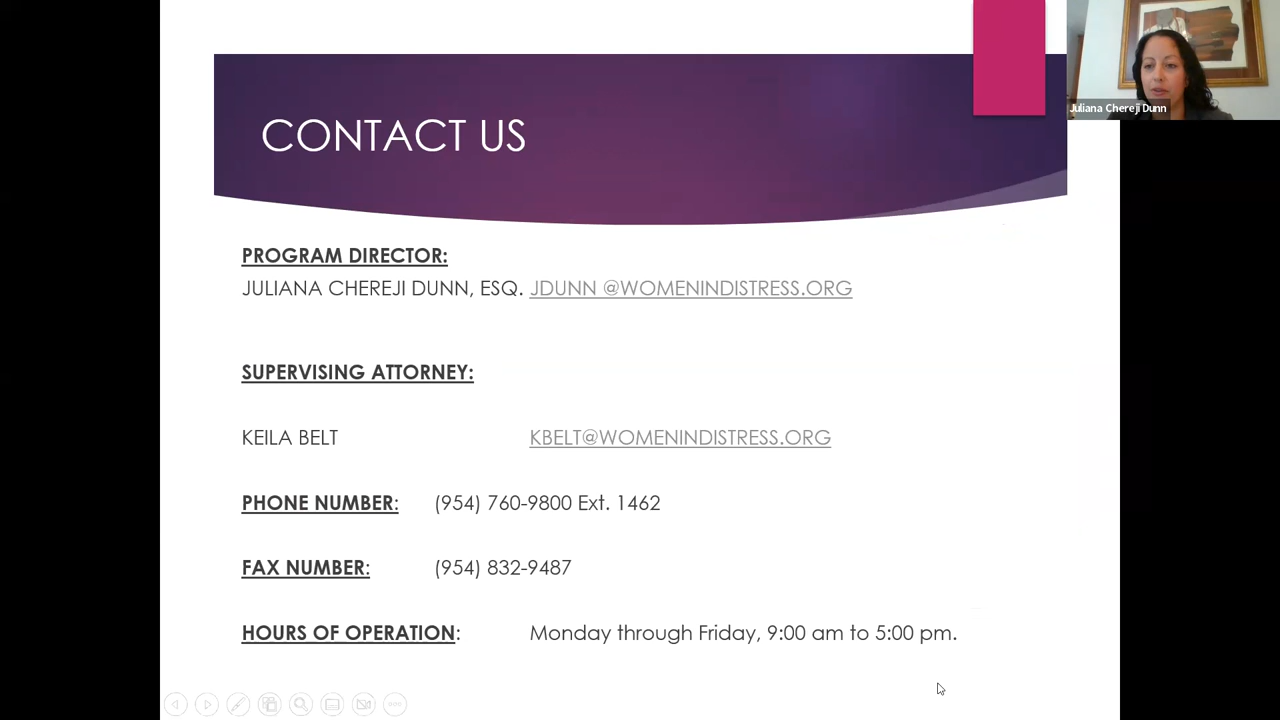 Juliana Chereji Dunn
CONTACT US
PROGRAM DIRECTOR:
JULIANA CHEREJI DUNN, ESQ. JDUNN @WOMENINDISTRESS.ORG
SUPERVISING ATTORNEY:
KEILA BELT KBELT@WOMENINDISTRESS.ORG
PHONE NUMBER: (954) 760-9800 Ext. 1462
FAX NUMBER: (954) 832-9487
HOURS OF OPERATION: Monday through Friday, 9:00 am to 5:00 pm.